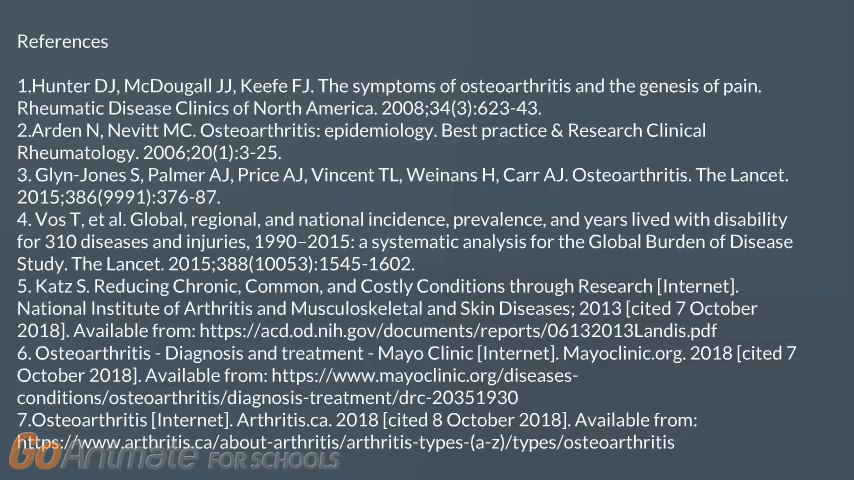 References
1.Hunter DJ, McDougall JJ, Keefe FJ. The symptoms of osteoarthritis and the genesis of pain.
Rheumatic Disease Clinics of North America. 2008;34(3):623-43.
2.Arden N, Nevitt MC. Osteoarthritis: epidemiology. Best practice & Research Clinical
Rheumatology. 2006;20(1):3-25.
3. Glyn-Jones S, Palmer AJ, Price AJ, Vincent TL, Weinans H, Carr AJ. Osteoarthritis. The Lancet.
2015;386(9991):376-87.
4. Vos T, et al. Global, regional, and national incidence, prevalence, and years lived with disability
for 310 diseases and injuries, 1990–2015: a systematic analysis for the Global Burden of Disease
Study. The Lancet. 2015;388(10053):1545-1602.
5. Katz S. Reducing Chronic, Common, and Costly Conditions through Research [Internet].
National Institute of Arthritis and Musculoskeletal and Skin Diseases; 2013 [cited 7 October
2018]. Available from: https://acd.od.nih.gov/documents/reports/06132013Landis.pdf
6. Osteoarthritis - Diagnosis and treatment - Mayo Clinic [Internet]. Mayoclinic.org. 2018 [cited 7
October 2018]. Available from: https://www.mayoclinic.org/diseases-
conditions/osteoarthritis/diagnosis-treatment/drc-20351930
7.Osteoarthritis [Internet]. Arthritis.ca. 2018 [cited 8 October 2018]. Available from:
https://www.arthritis.ca/about-arthritis/arthritis-types-(a-z)/types/osteoarthritis
GoAnimate FOR SCHOOLS